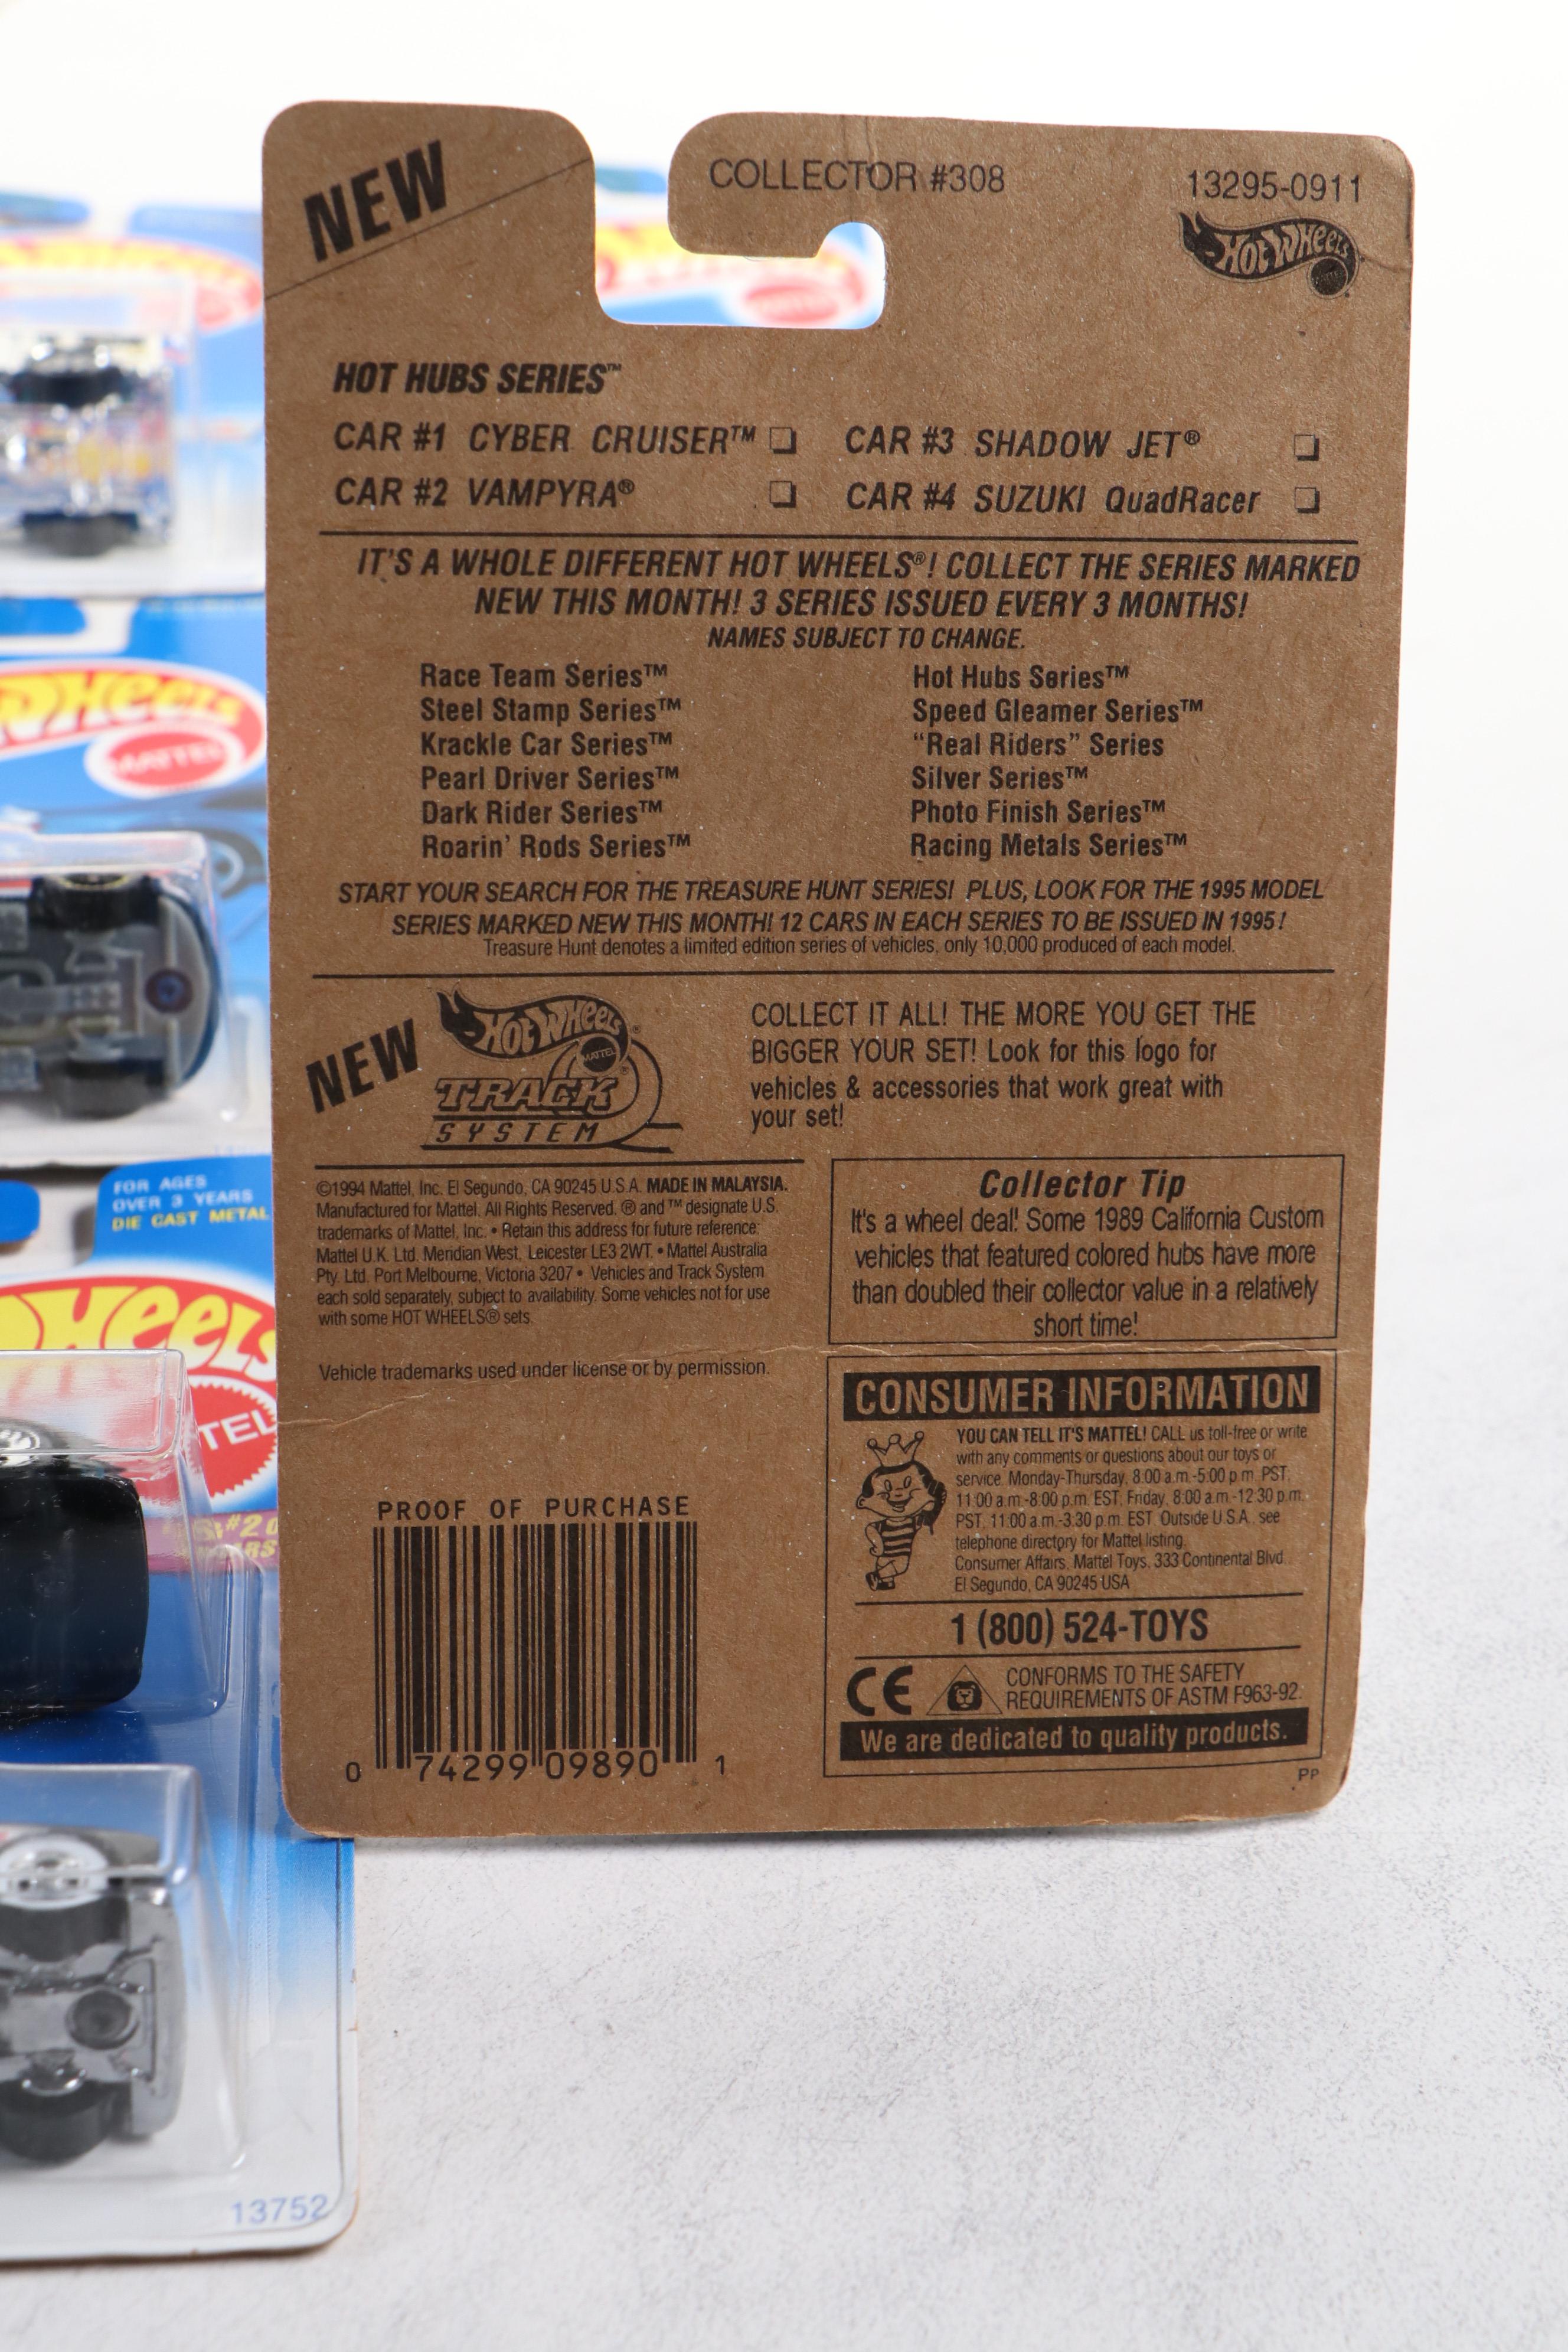 NEW
COLLECTOR #308
13295-0911
HOT WHEELS
HOT HUBS SERIES™
CAR #1 CYBER CRUISER™ ❏ CAR #3 SHADOW JET® ❏
CAR #2 VAMPYRA® ❏ CAR #4 SUZUKI QuadRacer ❏
IT'S A WHOLE DIFFERENT HOT WHEELS®! COLLECT THE SERIES MARKED
NEW THIS MONTH! 3 SERIES ISSUED EVERY 3 MONTHS!
NAMES SUBJECT TO CHANGE.
Race Team Series™
Steel Stamp Series™
Krackle Car Series™
Pearl Driver Series™
Dark Rider Series™
Roarin' Rods Series™
Hot Hubs Series™
Speed Gleamer Series™
"Real Riders" Series
Silver Series™
Photo Finish Series™
Racing Metals Series™
START YOUR SEARCH FOR THE TREASURE HUNT SERIES! PLUS, LOOK FOR THE 1995 MODEL
SERIES MARKED NEW THIS MONTH! 12 CARS IN EACH SERIES TO BE ISSUED IN 1995!
Treasure Hunt denotes a limited edition series of vehicles, only 10,000 produced of each model.
NEW
HOT WHEELS®
MATTEL®
TRACK
SYSTEM
COLLECT IT ALL! THE MORE YOU GET THE
BIGGER YOUR SET! Look for this logo for
vehicles & accessories that work great with
your set!
©1994 Mattel, Inc. El Segundo, CA 90245 U.S.A. MADE IN MALAYSIA.
Manufactured for Mattel. All Rights Reserved. ® and ™ designate U.S.
trademarks of Mattel, Inc. • Retain this address for future reference:
Mattel U.K. Ltd. Meridian West, Leicester LE3 2WT. • Mattel Australia
Pty. Ltd. Port Melbourne, Victoria 3207 • Vehicles and Track System
each sold separately, subject to availability. Some vehicles not for use
with some HOT WHEELS® sets.
Vehicle trademarks used under license or by permission.
Collector Tip
It's a wheel deal! Some 1989 California Custom
vehicles that featured colored hubs have more
than doubled their collector value in a relatively
short time!
CONSUMER INFORMATION
YOU CAN TELL IT'S MATTEL! CALL us toll-free or write
with any comments or questions about our toys or
service. Monday-Thursday, 8:00 a.m.-5:00 p.m. PST;
11:00 a.m.-8:00 p.m. EST. Friday, 8:00 a.m.-12:30 p.m.
PST, 11:00 a.m.-3:30 p.m. EST. Outside U.S.A., see
telephone directory for Mattel listing.
Consumer Affairs, Mattel Toys, 333 Continental Blvd.
El Segundo, CA 90245 USA
1 (800) 524-TOYS
CE
CONFORMS TO THE SAFETY
REQUIREMENTS OF ASTM F963-92.
We are dedicated to quality products.
PP
PROOF OF PURCHASE
0 74299 09890 1
WHeels
MATTEL
FOR AGES
OVER 3 YEARS
DIE CAST METAL
Heels
TEL
13752